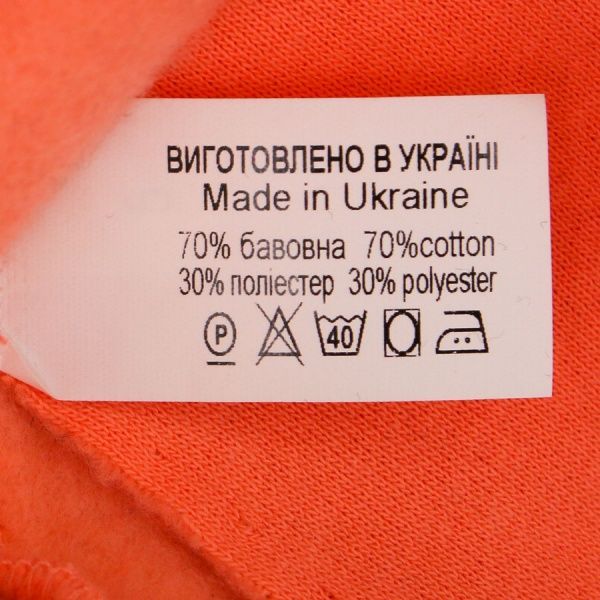 ВИГОТОВЛЕНО В УКРАЇНІ
Made in Ukraine
70% бавовна 70%cotton
30% поліестер 30% polyester
P 40